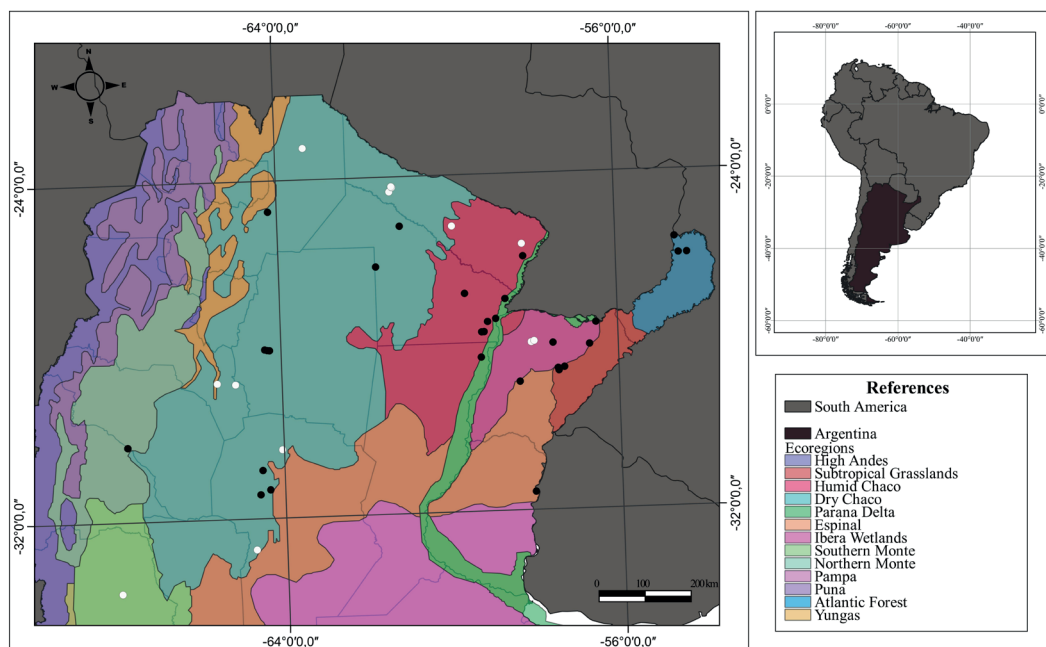 -64°0'0,0"
-56°0'0,0"
N
W
E
S
-24°0'0,0"
-24°0'0,0"
-32°0'0,0"
-32°0'0,0"
0 100 200 km
-64°0'0,0"
-56°0'0,0"
-80°0'0" -60°0'0" -40°0'0"
0°0'0"
0°0'0"
-20°0'0"
-20°0'0"
-40°0'0"
-40°0'0"
-60°0'0"
-60°0'0"
-80°0'0" -60°0'0" -40°0'0"
References
South America
Argentina
Ecoregions
High Andes
Subtropical Grasslands
Humid Chaco
Dry Chaco
Parana Delta
Espinal
Ibera Wetlands
Southern Monte
Northern Monte
Pampa
Puna
Atlantic Forest
Yungas